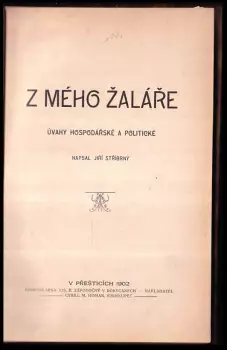 Z MÉHO ŽALÁŘE
ÚVAHY HOSPODÁŘSKÉ A POLITICKÉ
NAPSAL JIŘÍ STŘÍBRNÝ
V PŘEŠTICÍCH 1902